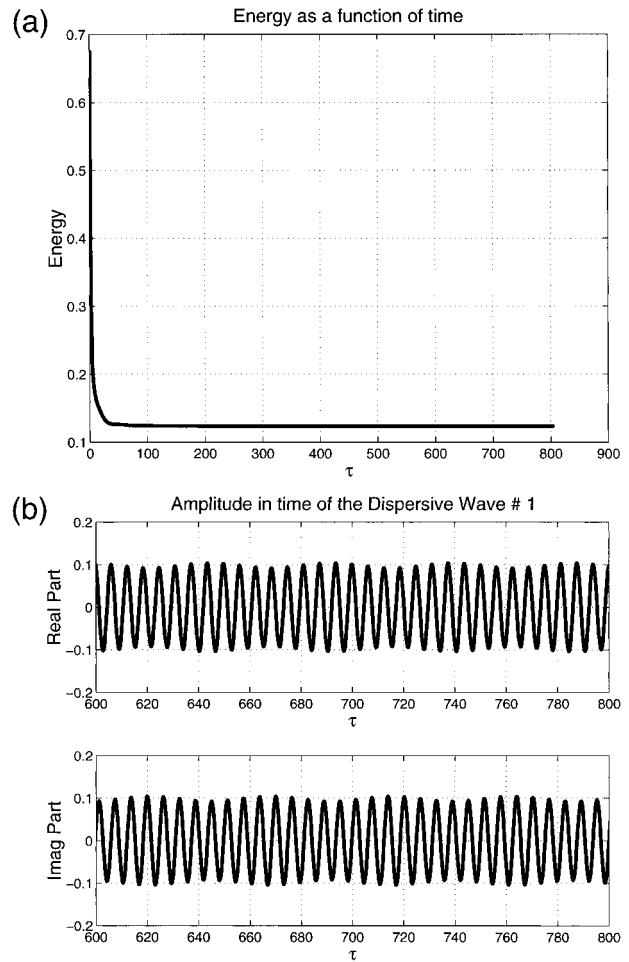 (a)
Energy as a function of time
0.7
0.6
0.5
0.4
0.3
0.2
0.1
Energy
0 100 200 300 400 500 600 700 800 900
τ
(b)
Amplitude in time of the Dispersive Wave # 1
0.2
0.1
0
−0.1
−0.2
Real Part
600 620 640 660 680 700 720 740 760 780 800
τ
0.2
0.1
0
−0.1
−0.2
Imag Part
600 620 640 660 680 700 720 740 760 780 800
τ